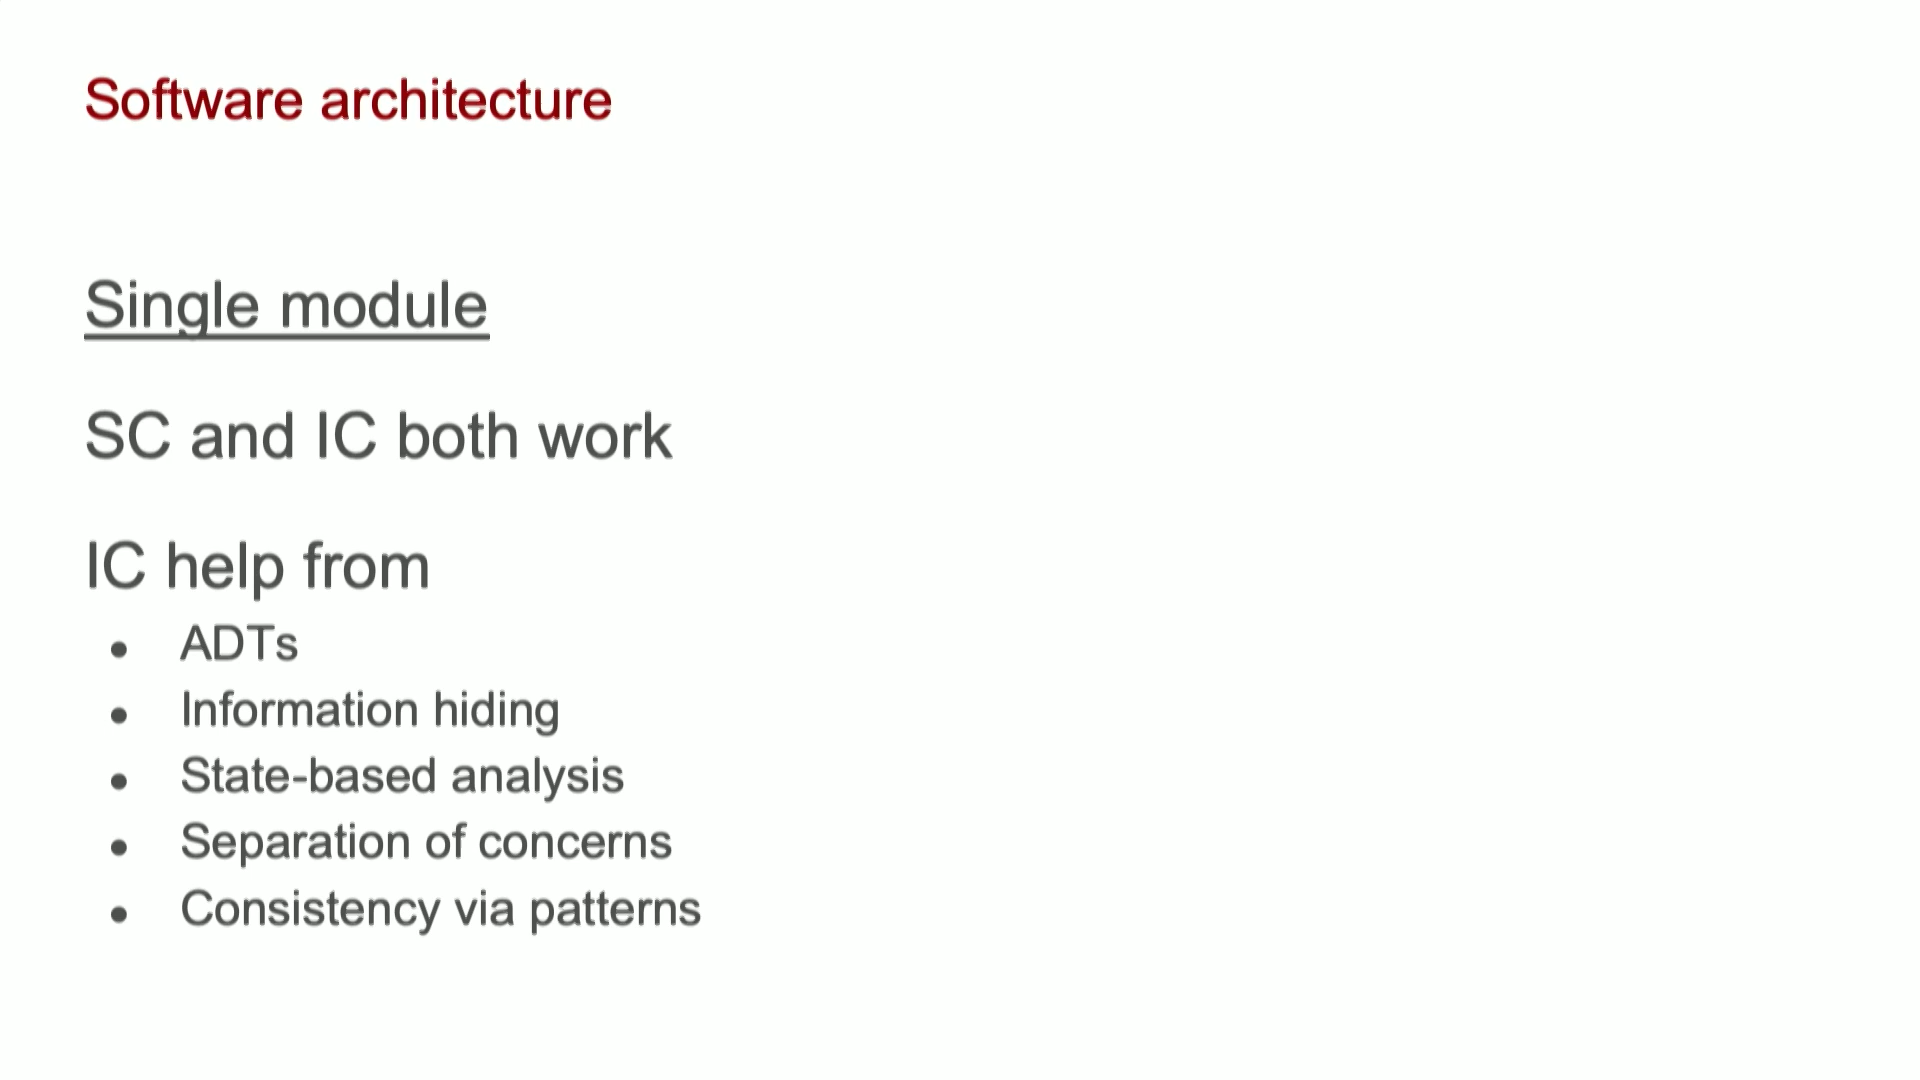 Software architecture
Single module
SC and IC both work
IC help from
● ADTs
● Information hiding
● State-based analysis
● Separation of concerns
● Consistency via patterns